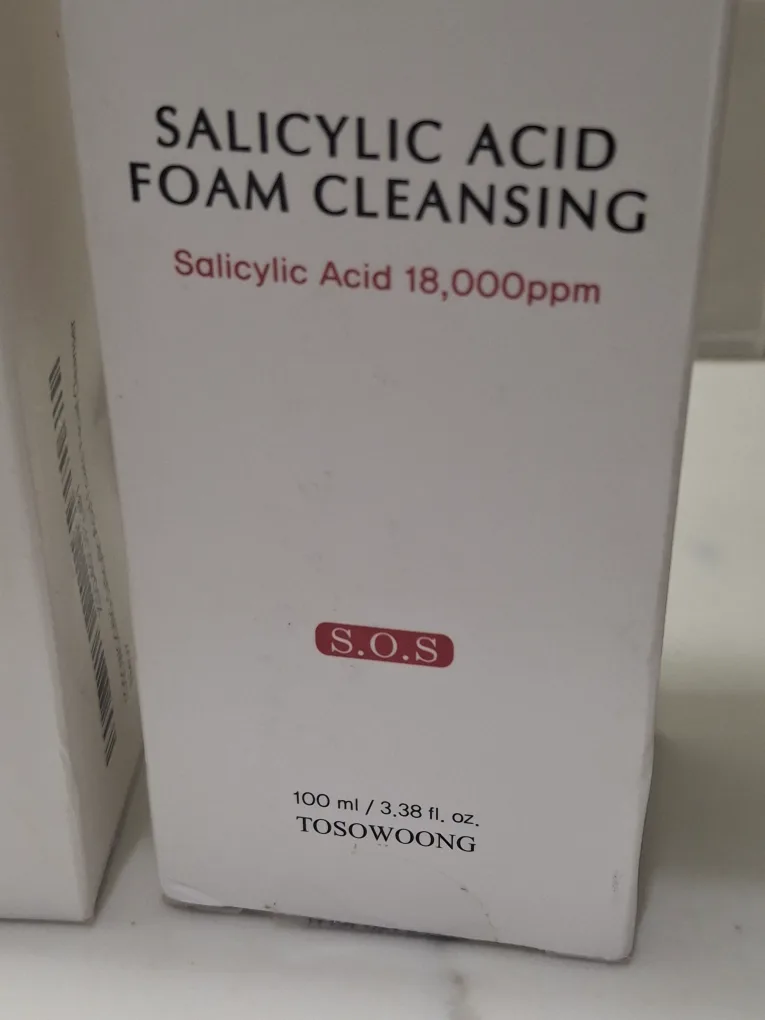 SALICYLIC ACID
FOAM CLEANSING
Salicylic Acid 18,000ppm
S.O.S
100 ml / 3.38 fl. oz.
TOSOWOONG